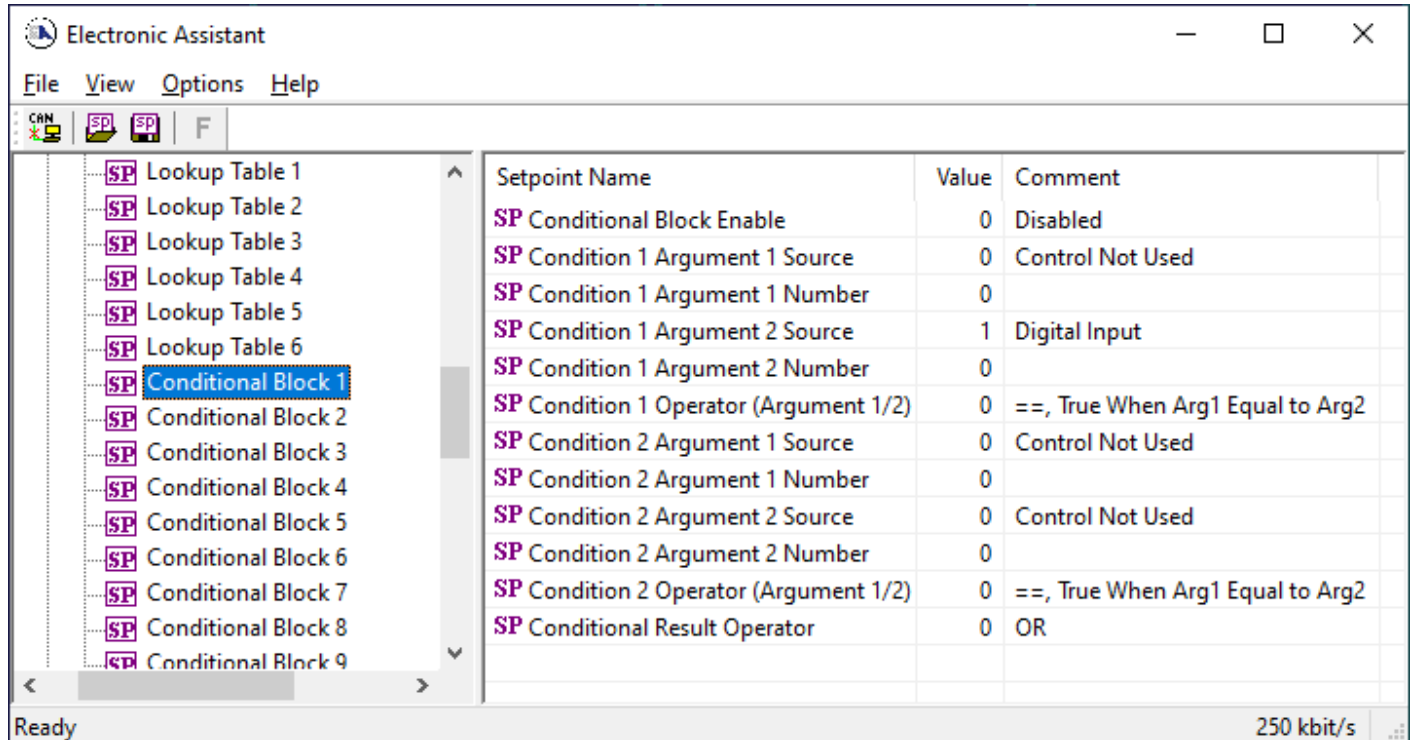 Electronic Assistant
File View Options Help
CAN SP SP F
SP Lookup Table 1
SP Lookup Table 2
SP Lookup Table 3
SP Lookup Table 4
SP Lookup Table 5
SP Lookup Table 6
SP Conditional Block 1
SP Conditional Block 2
SP Conditional Block 3
SP Conditional Block 4
SP Conditional Block 5
SP Conditional Block 6
SP Conditional Block 7
SP Conditional Block 8
SP Conditional Block 9
Setpoint Name Value Comment
SP Conditional Block Enable 0 Disabled
SP Condition 1 Argument 1 Source 0 Control Not Used
SP Condition 1 Argument 1 Number 0
SP Condition 1 Argument 2 Source 1 Digital Input
SP Condition 1 Argument 2 Number 0
SP Condition 1 Operator (Argument 1/2) 0 ==, True When Arg1 Equal to Arg2
SP Condition 2 Argument 1 Source 0 Control Not Used
SP Condition 2 Argument 1 Number 0
SP Condition 2 Argument 2 Source 0 Control Not Used
SP Condition 2 Argument 2 Number 0
SP Condition 2 Operator (Argument 1/2) 0 ==, True When Arg1 Equal to Arg2
SP Conditional Result Operator 0 OR
Ready 250 kbit/s